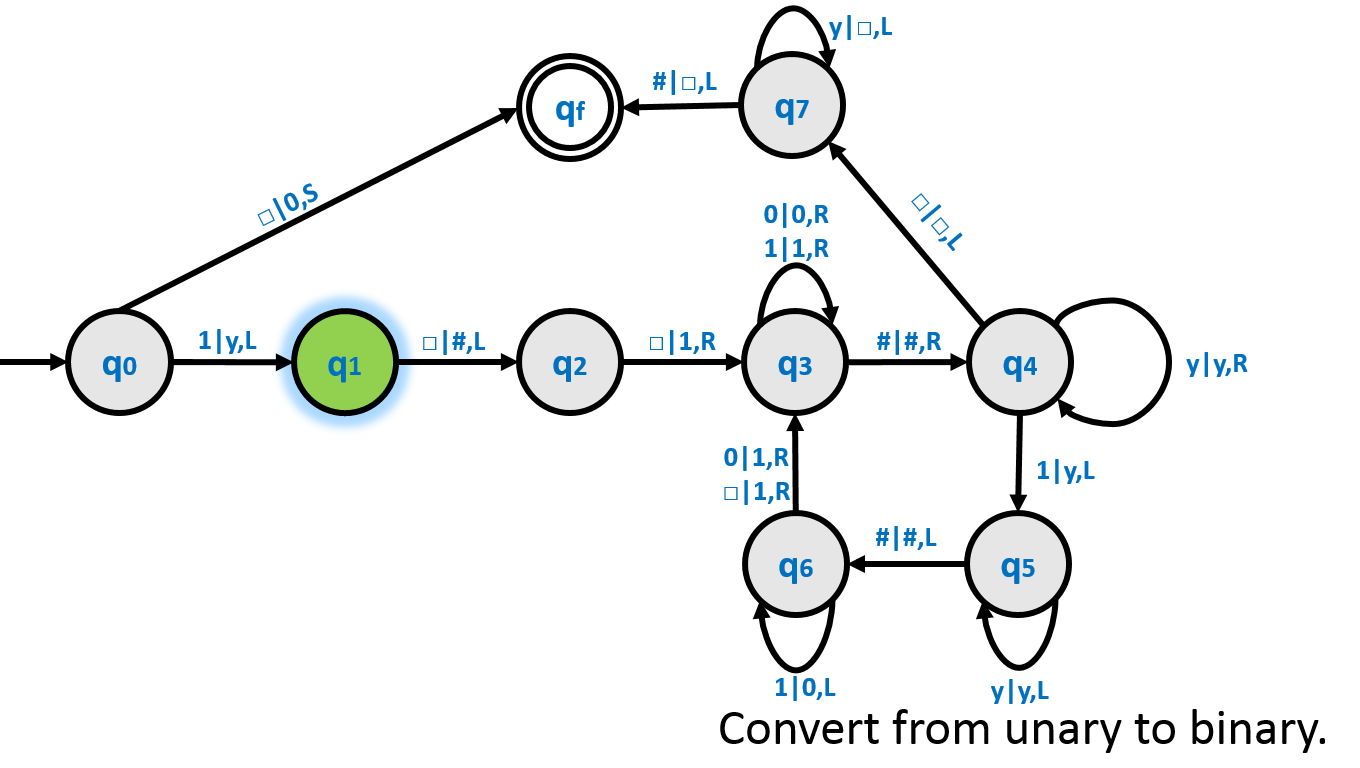 y|□,L
#|□,L
qf
q7
□|0,S
□|□,L
0|0,R
1|1,R
1|y,L
□|#,L
□|1,R
#|#,R
q0
q1
q2
q3
q4
y|y,R
0|1,R
□|1,R
1|y,L
#|#,L
q6
q5
1|0,L
y|y,L
Convert from unary to binary.